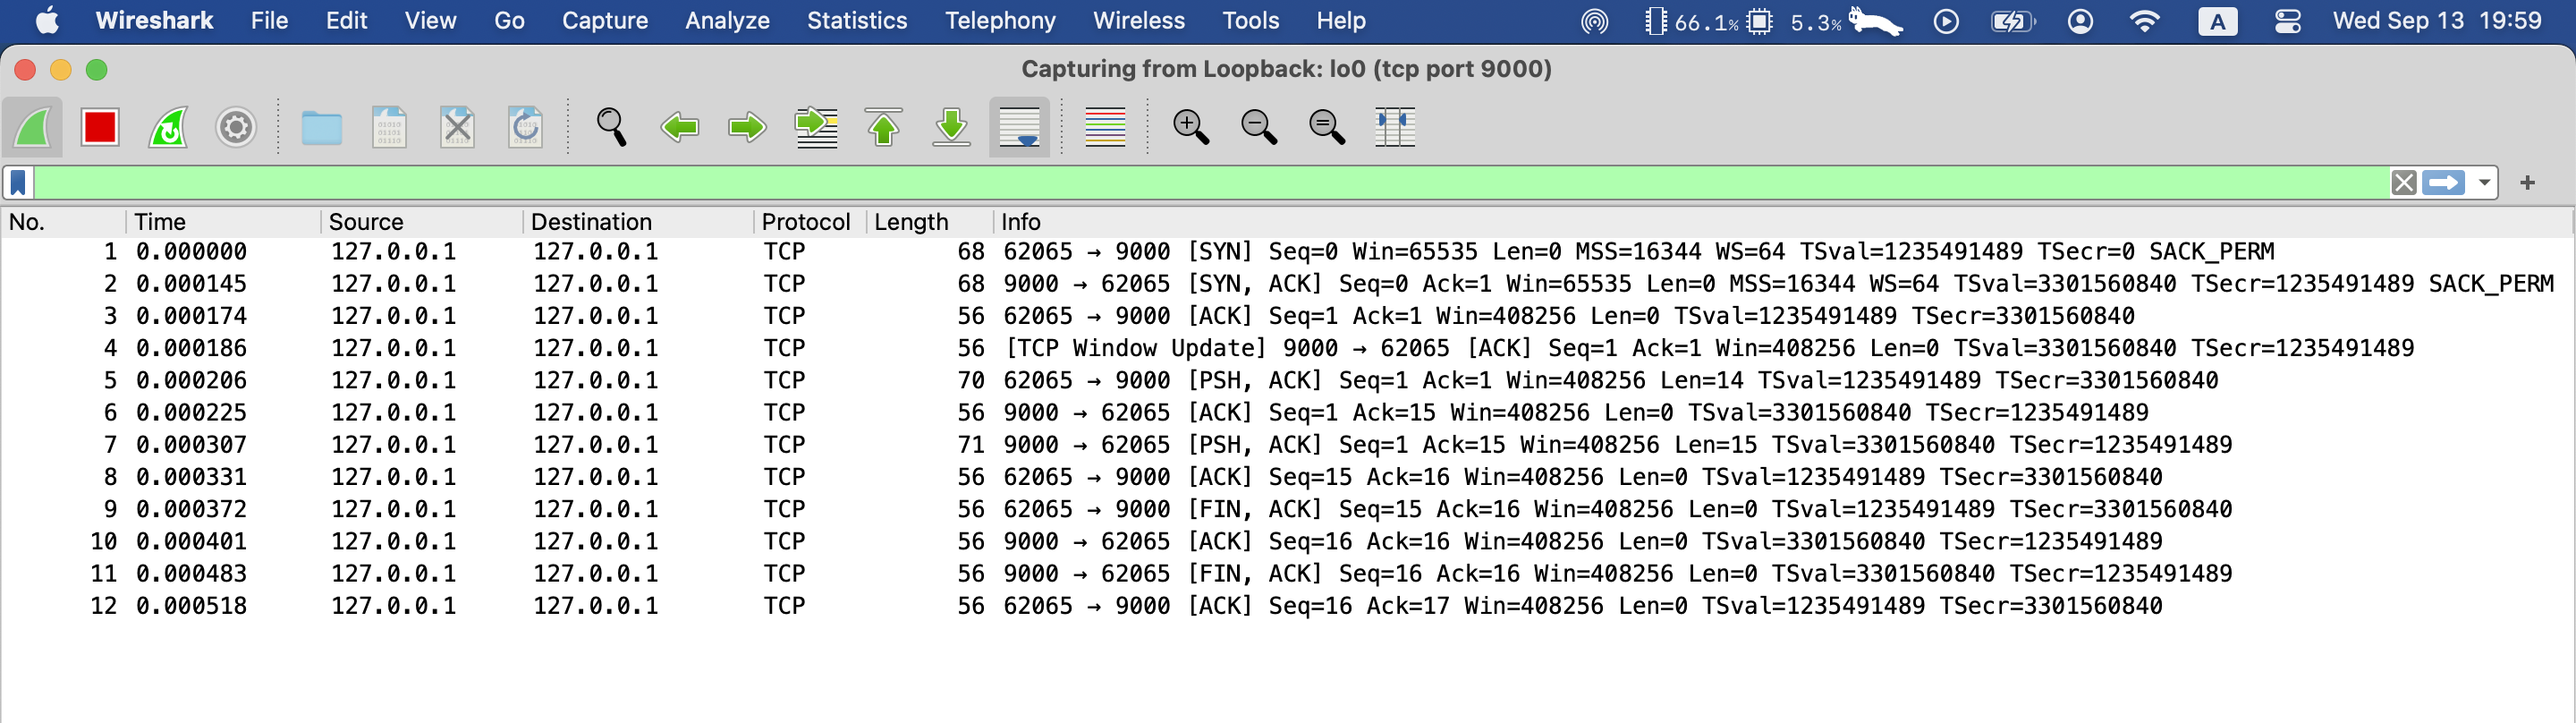 Wireshark File Edit View Go Capture Analyze Statistics Telephony Wireless Tools Help 66.1% 5.3% A Wed Sep 13 19:59
Capturing from Loopback: lo0 (tcp port 9000)
No. Time Source Destination Protocol Length Info
1 0.000000 127.0.0.1 127.0.0.1 TCP 68 62065 → 9000 [SYN] Seq=0 Win=65535 Len=0 MSS=16344 WS=64 TSval=1235491489 TSecr=0 SACK_PERM
2 0.000145 127.0.0.1 127.0.0.1 TCP 68 9000 → 62065 [SYN, ACK] Seq=0 Ack=1 Win=65535 Len=0 MSS=16344 WS=64 TSval=3301560840 TSecr=1235491489 SACK_PERM
3 0.000174 127.0.0.1 127.0.0.1 TCP 56 62065 → 9000 [ACK] Seq=1 Ack=1 Win=408256 Len=0 TSval=1235491489 TSecr=3301560840
4 0.000186 127.0.0.1 127.0.0.1 TCP 56 [TCP Window Update] 9000 → 62065 [ACK] Seq=1 Ack=1 Win=408256 Len=0 TSval=3301560840 TSecr=1235491489
5 0.000206 127.0.0.1 127.0.0.1 TCP 70 62065 → 9000 [PSH, ACK] Seq=1 Ack=1 Win=408256 Len=14 TSval=1235491489 TSecr=3301560840
6 0.000225 127.0.0.1 127.0.0.1 TCP 56 9000 → 62065 [ACK] Seq=1 Ack=15 Win=408256 Len=0 TSval=3301560840 TSecr=1235491489
7 0.000307 127.0.0.1 127.0.0.1 TCP 71 9000 → 62065 [PSH, ACK] Seq=1 Ack=15 Win=408256 Len=15 TSval=3301560840 TSecr=1235491489
8 0.000331 127.0.0.1 127.0.0.1 TCP 56 62065 → 9000 [ACK] Seq=15 Ack=16 Win=408256 Len=0 TSval=1235491489 TSecr=3301560840
9 0.000372 127.0.0.1 127.0.0.1 TCP 56 62065 → 9000 [FIN, ACK] Seq=15 Ack=16 Win=408256 Len=0 TSval=1235491489 TSecr=3301560840
10 0.000401 127.0.0.1 127.0.0.1 TCP 56 9000 → 62065 [ACK] Seq=16 Ack=16 Win=408256 Len=0 TSval=3301560840 TSecr=1235491489
11 0.000483 127.0.0.1 127.0.0.1 TCP 56 9000 → 62065 [FIN, ACK] Seq=16 Ack=16 Win=408256 Len=0 TSval=3301560840 TSecr=1235491489
12 0.000518 127.0.0.1 127.0.0.1 TCP 56 62065 → 9000 [ACK] Seq=16 Ack=17 Win=408256 Len=0 TSval=1235491489 TSecr=3301560840